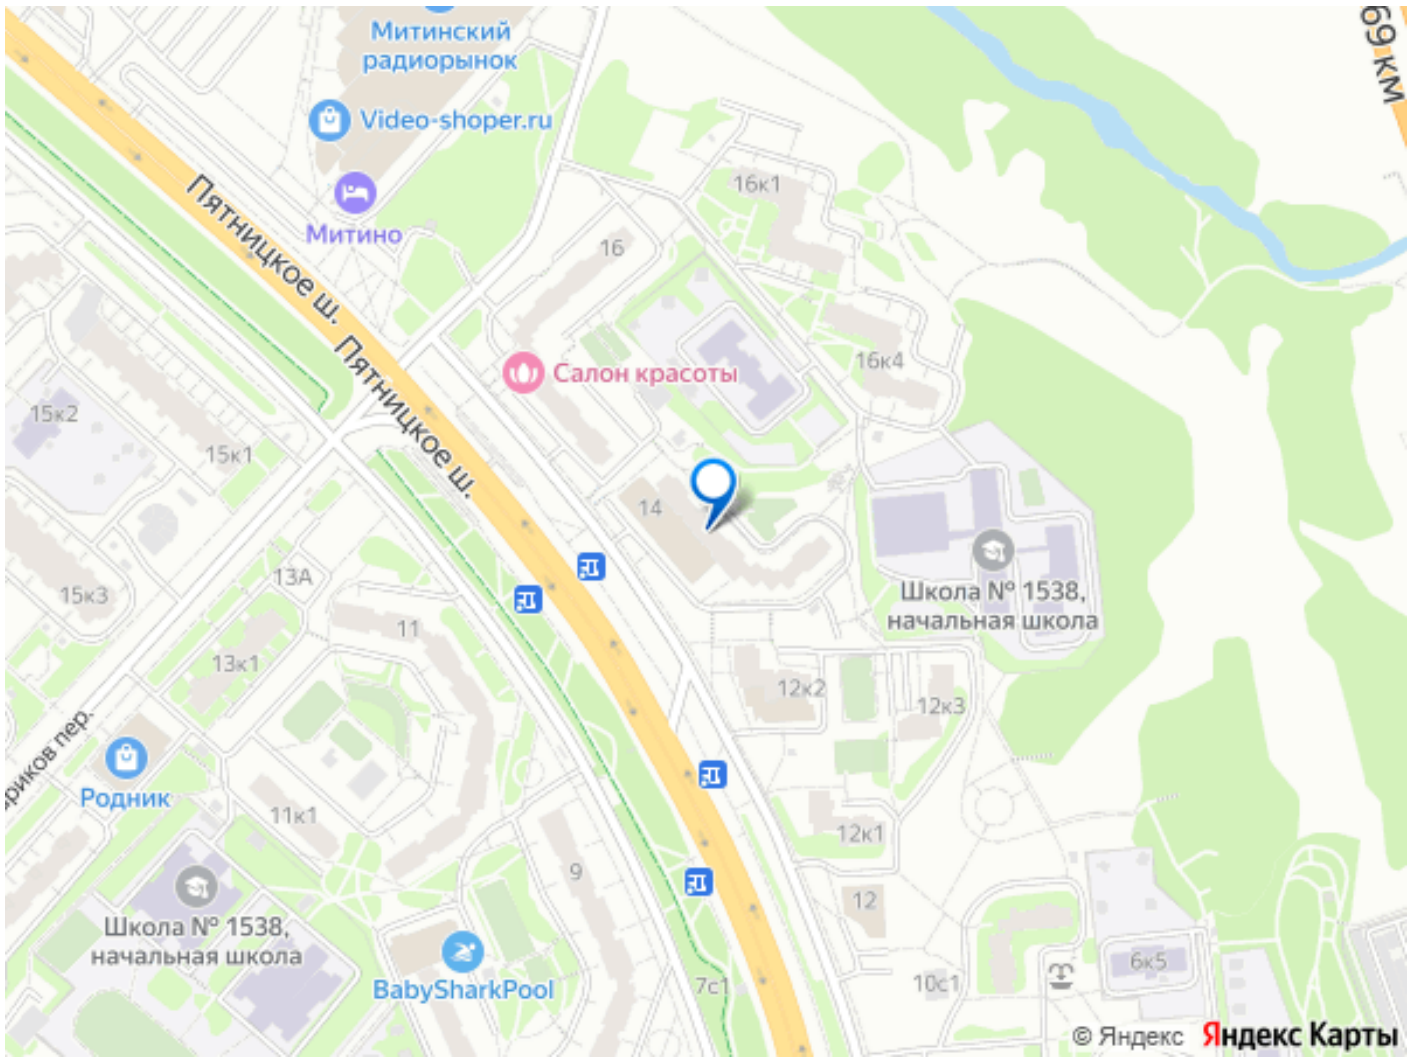 Митинский
радиорынок
69 км
Video-shoper.ru
Митино
Пятницкое ш.
Пятницкое ш.
16к1
16
16к4
Салон красоты
15к2
15к1
14
15к3
13А
11
13к1
Школа № 1538,
начальная школа
12к2
12к3
Родник
11к1
12к1
9
12
Школа № 1538,
начальная школа
BabySharkPool
7с1
10с1
6к5
© Яндекс Яндекс Карты